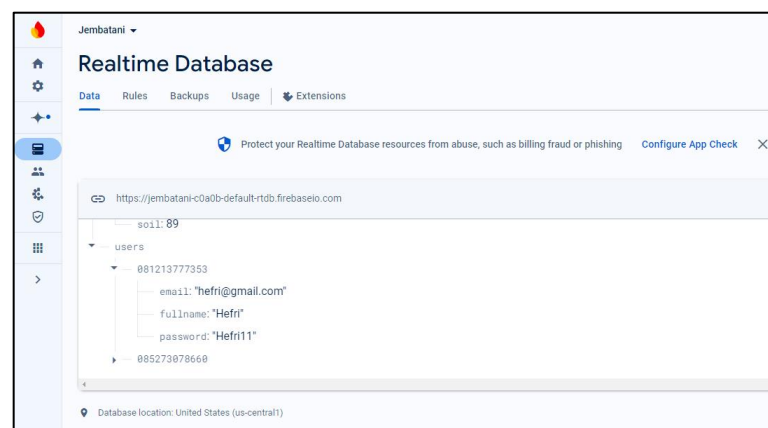 Jembatani
Realtime Database
Data Rules Backups Usage Extensions
Protect your Realtime Database resources from abuse, such as billing fraud or phishing Configure App Check
https://jembatani-c0a0b-default-rtdb.firebaseio.com
soil: 89
users
081213777353
email: "hefri@gmail.com"
fullname: "Hefri"
password: "Hefri11"
085273078660
Database location: United States (us-central1)